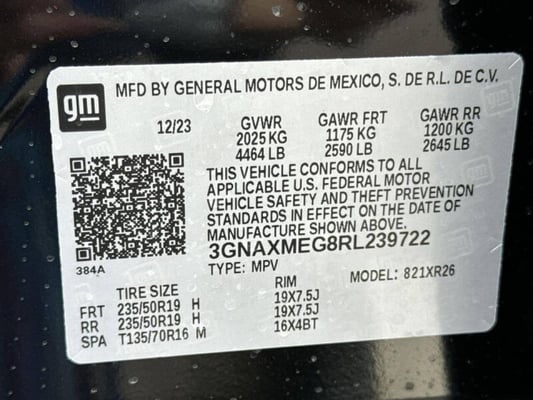 gm MFD BY GENERAL MOTORS DE MEXICO, S. DE R.L. DE C.V.
12/23 GVWR GAWR FRT GAWR RR
2025 KG 1175 KG 1200 KG
4464 LB 2590 LB 2645 LB
THIS VEHICLE CONFORMS TO ALL
APPLICABLE U.S. FEDERAL MOTOR
VEHICLE SAFETY AND THEFT PREVENTION
STANDARDS IN EFFECT ON THE DATE OF
MANUFACTURE SHOWN ABOVE.
3GNAXMEG8RL239722
384A TYPE: MPV MODEL: 821XR26
TIRE SIZE RIM
FRT 235/50R19 H 19X7.5J
RR 235/50R19 H 19X7.5J
SPA T135/70R16 M 16X4BT